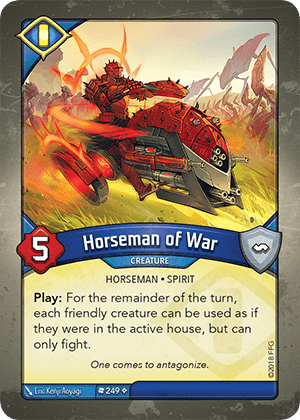 Horseman of War
CREATURE
5
HORSEMAN • SPIRIT
Play: For the remainder of the turn,
each friendly creature can be used as if
they were in the active house, but can
only fight.
One comes to antagonize.
Eric Kenji Aoyagi
249
©2018 FFG